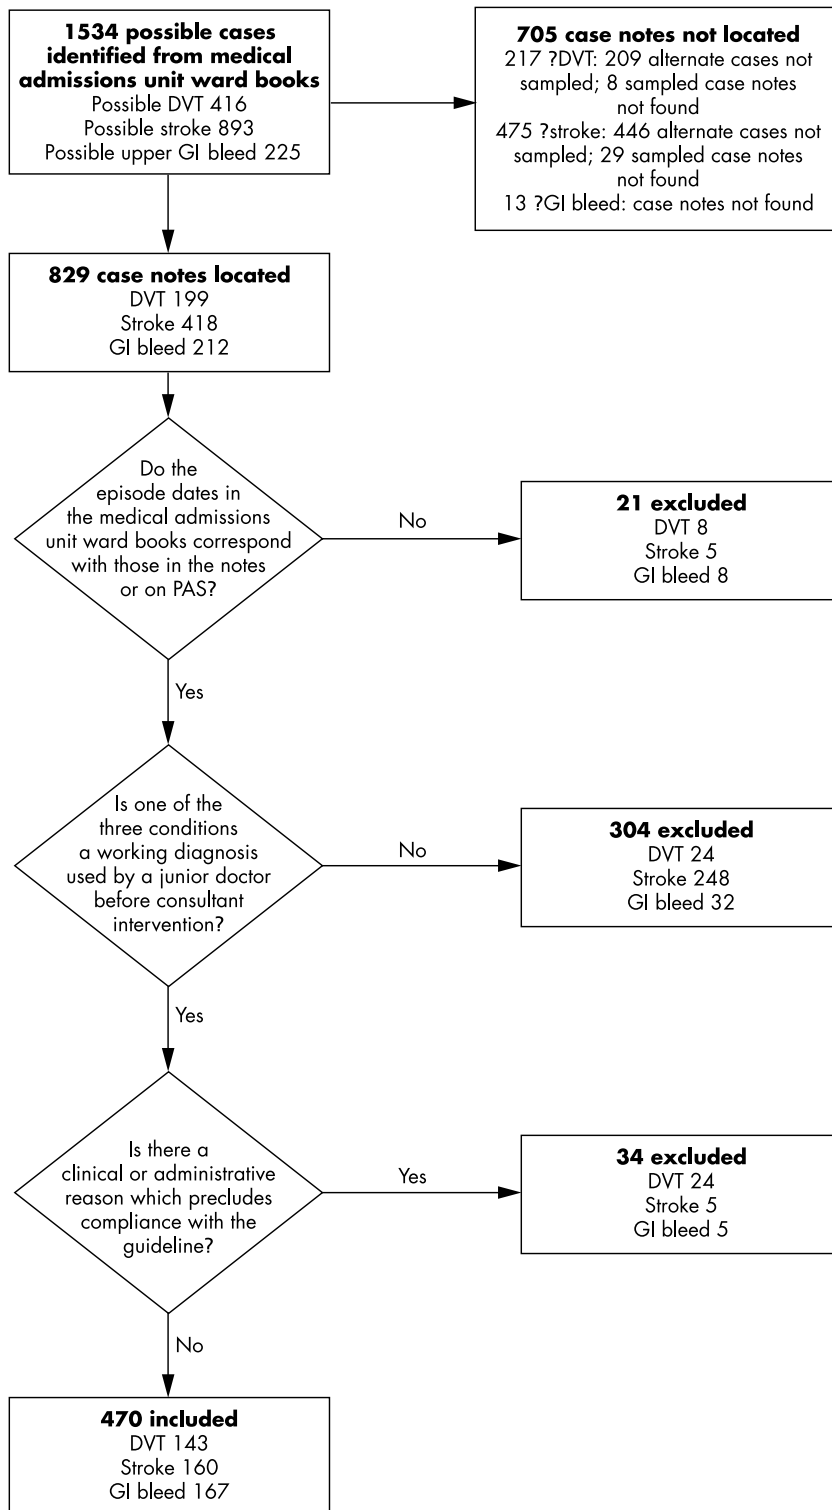 1534 possible cases
identified from medical
admissions unit ward books
Possible DVT 416
Possible stroke 893
Possible upper GI bleed 225
705 case notes not located
217 ?DVT: 209 alternate cases not
sampled; 8 sampled case notes
not found
475 ?stroke: 446 alternate cases not
sampled; 29 sampled case notes
not found
13 ?GI bleed: case notes not found
829 case notes located
DVT 199
Stroke 418
GI bleed 212
Do the
episode dates in
the medical admissions
unit ward books correspond
with those in the notes
or on PAS?
No
21 excluded
DVT 8
Stroke 5
GI bleed 8
Yes
Is one of the
three conditions
a working diagnosis
used by a junior doctor
before consultant
intervention?
No
304 excluded
DVT 24
Stroke 248
GI bleed 32
Yes
Is there a
clinical or administrative
reason which precludes
compliance with the
guideline?
Yes
34 excluded
DVT 24
Stroke 5
GI bleed 5
No
470 included
DVT 143
Stroke 160
GI bleed 167